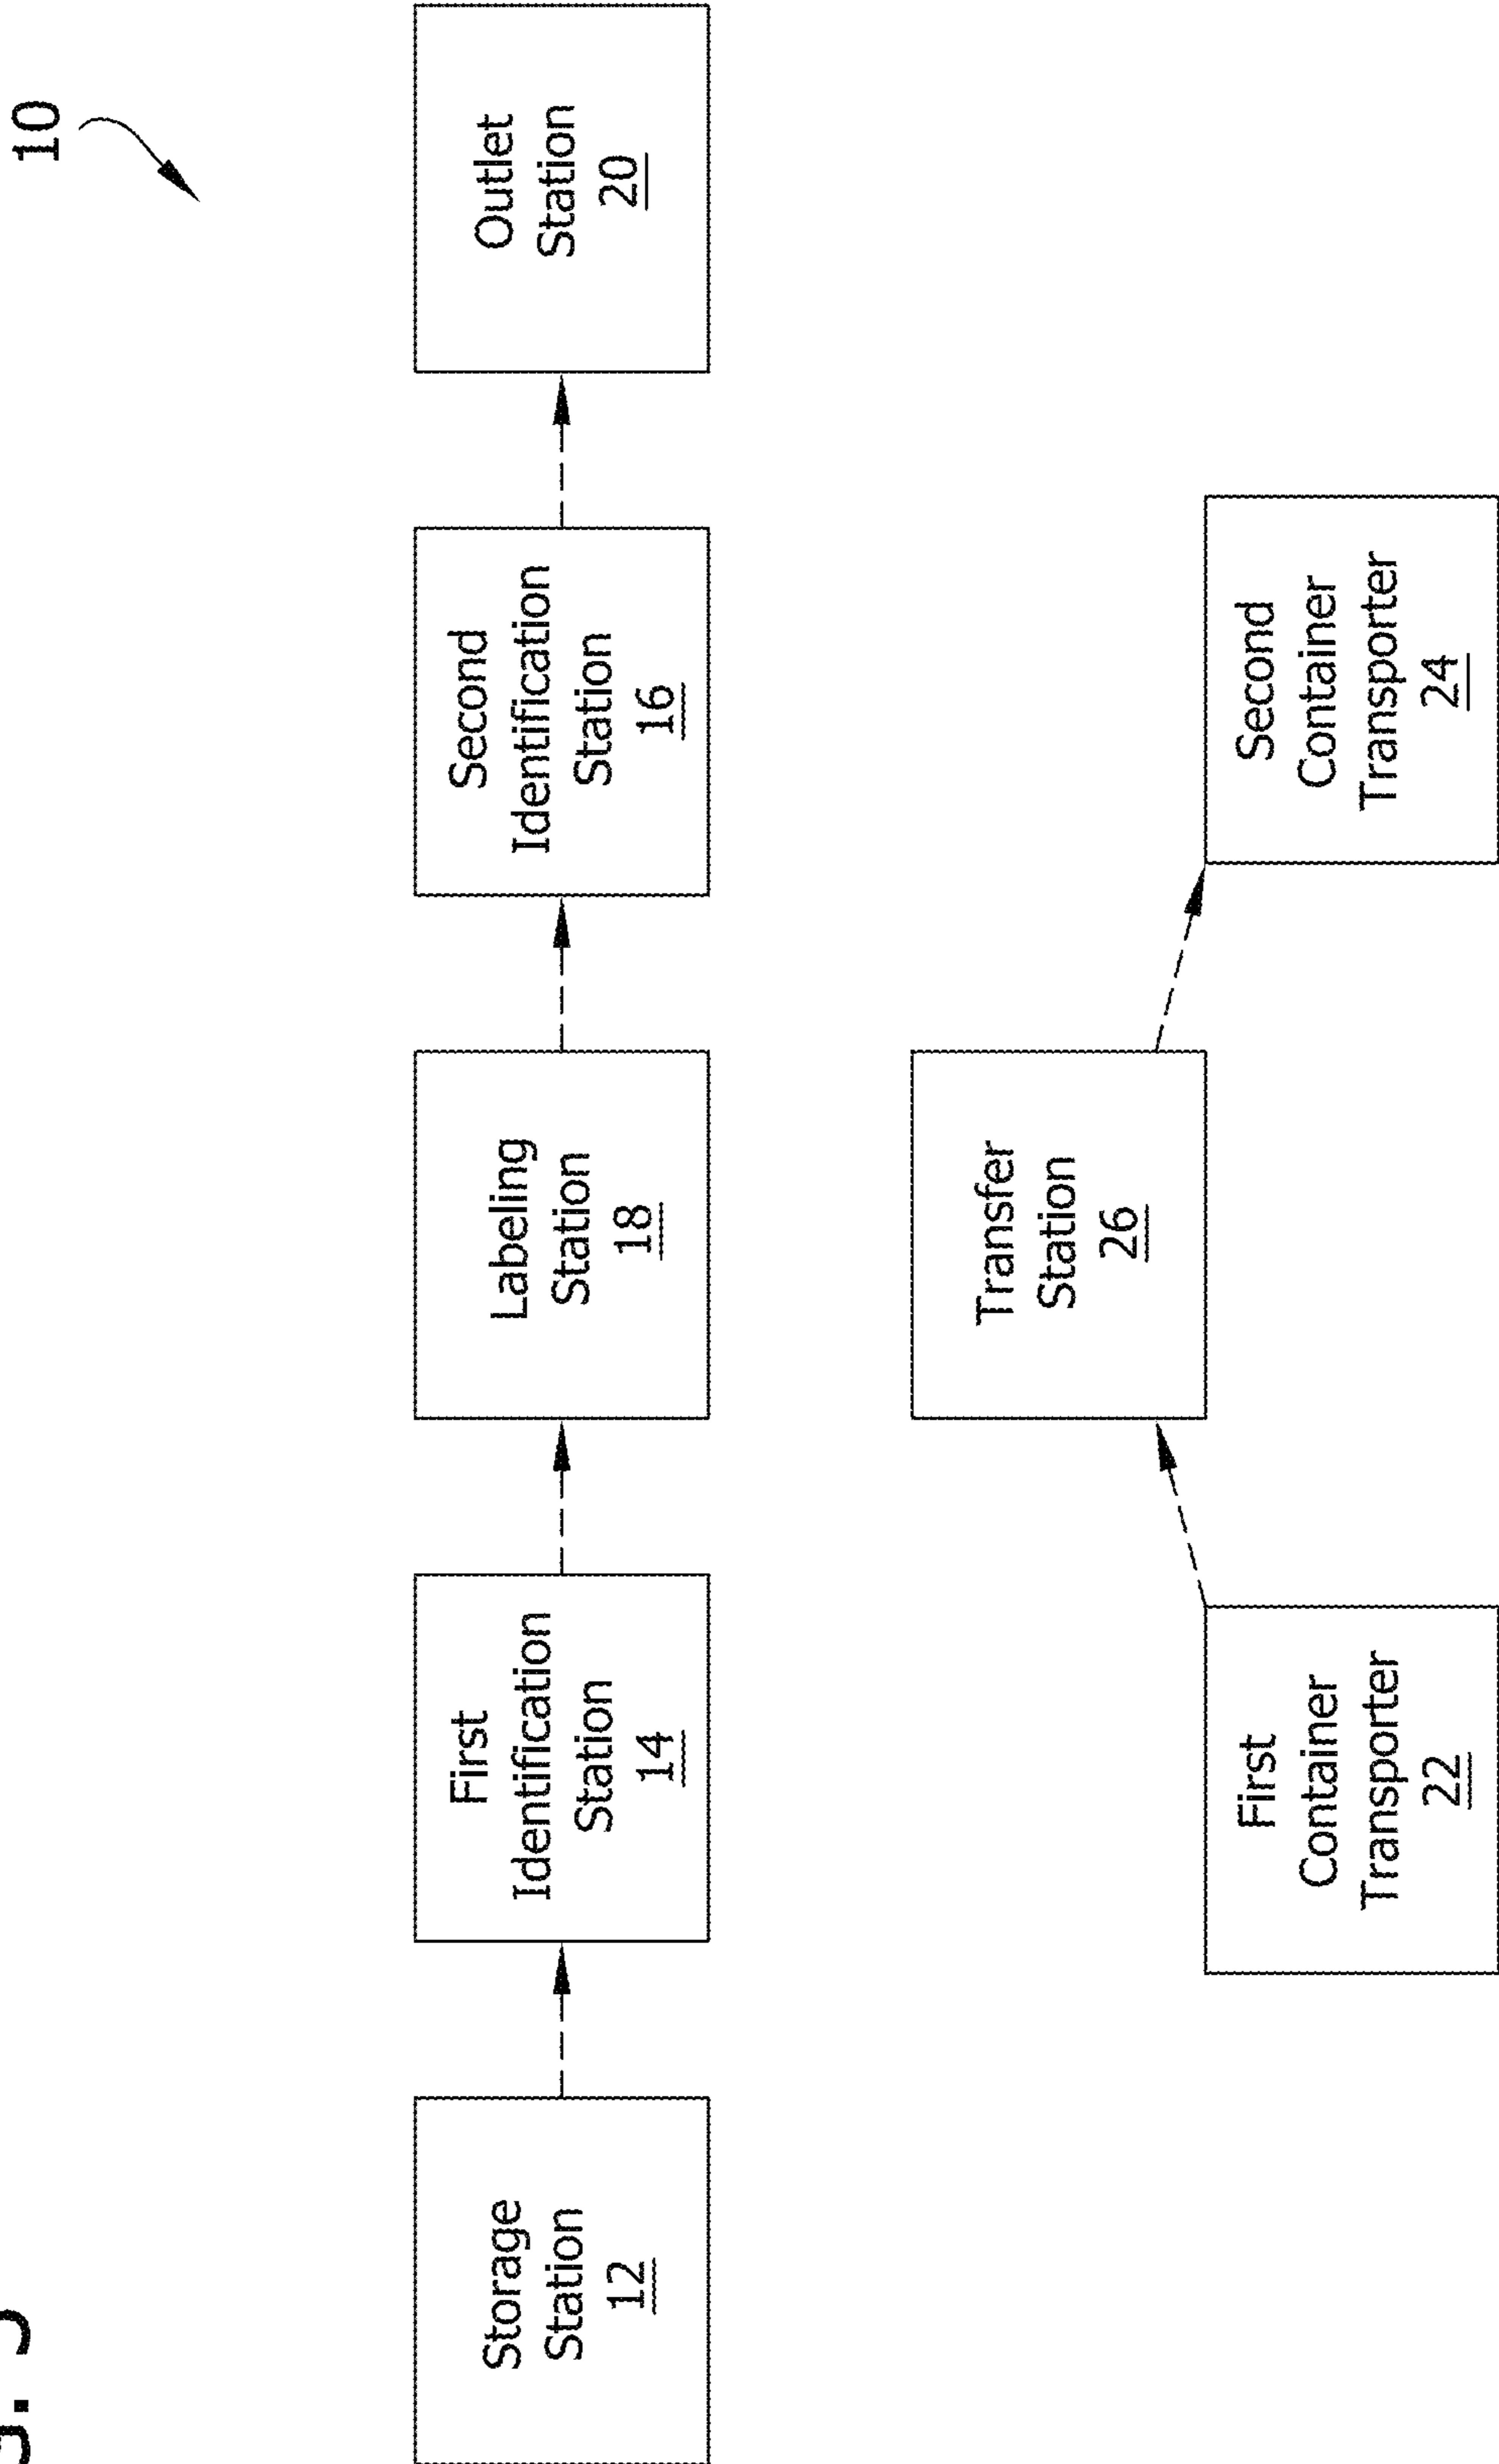 10
Storage
Station
12
First
Identification
Station
14
Labeling
Station
18
Second
Identification
Station
16
Outlet
Station
20
Transfer
Station
26
First
Container
Transporter
22
Second
Container
Transporter
24